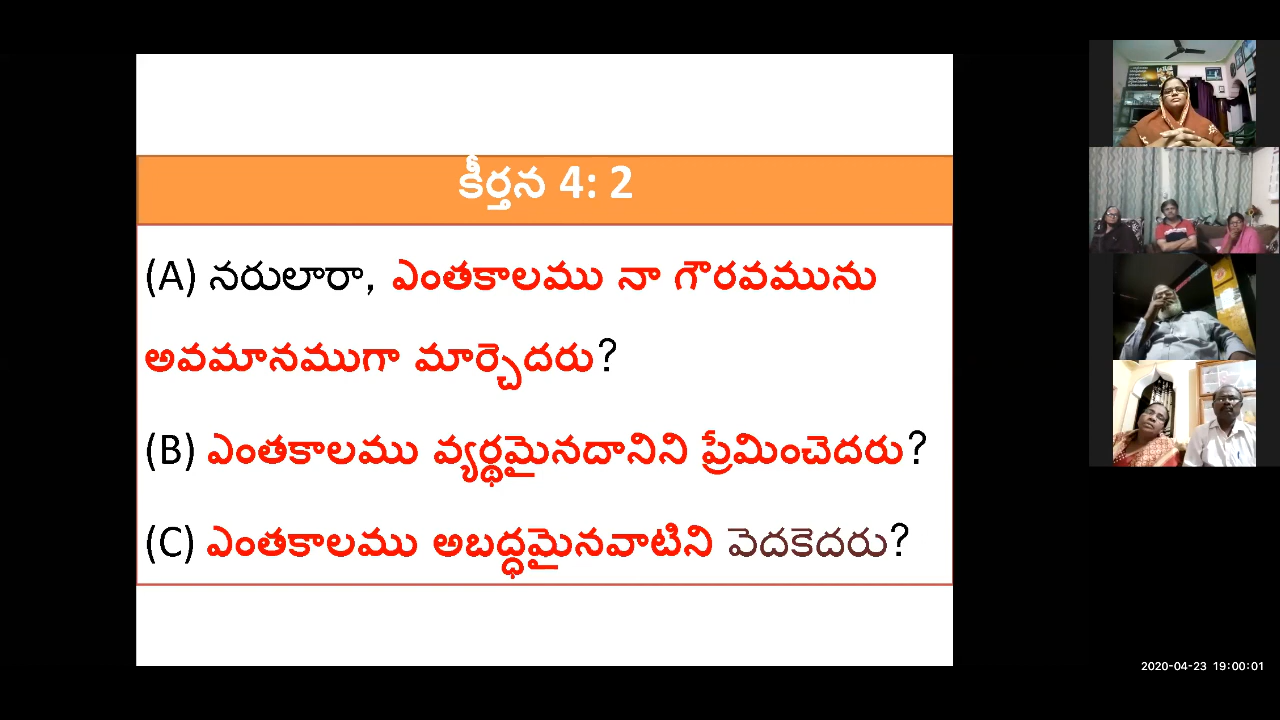 కీర్తన 4: 2
(A) నరులారా, ఎంతకాలము నా గౌరవమును
అవమానముగా మార్చెదరు?
(B) ఎంతకాలము వ్యర్థమైనదానిని ప్రేమించెదరు?
(C) ఎంతకాలము అబద్ధమైనవాటిని వెదకెదరు?
2020-04-23 19:00:01